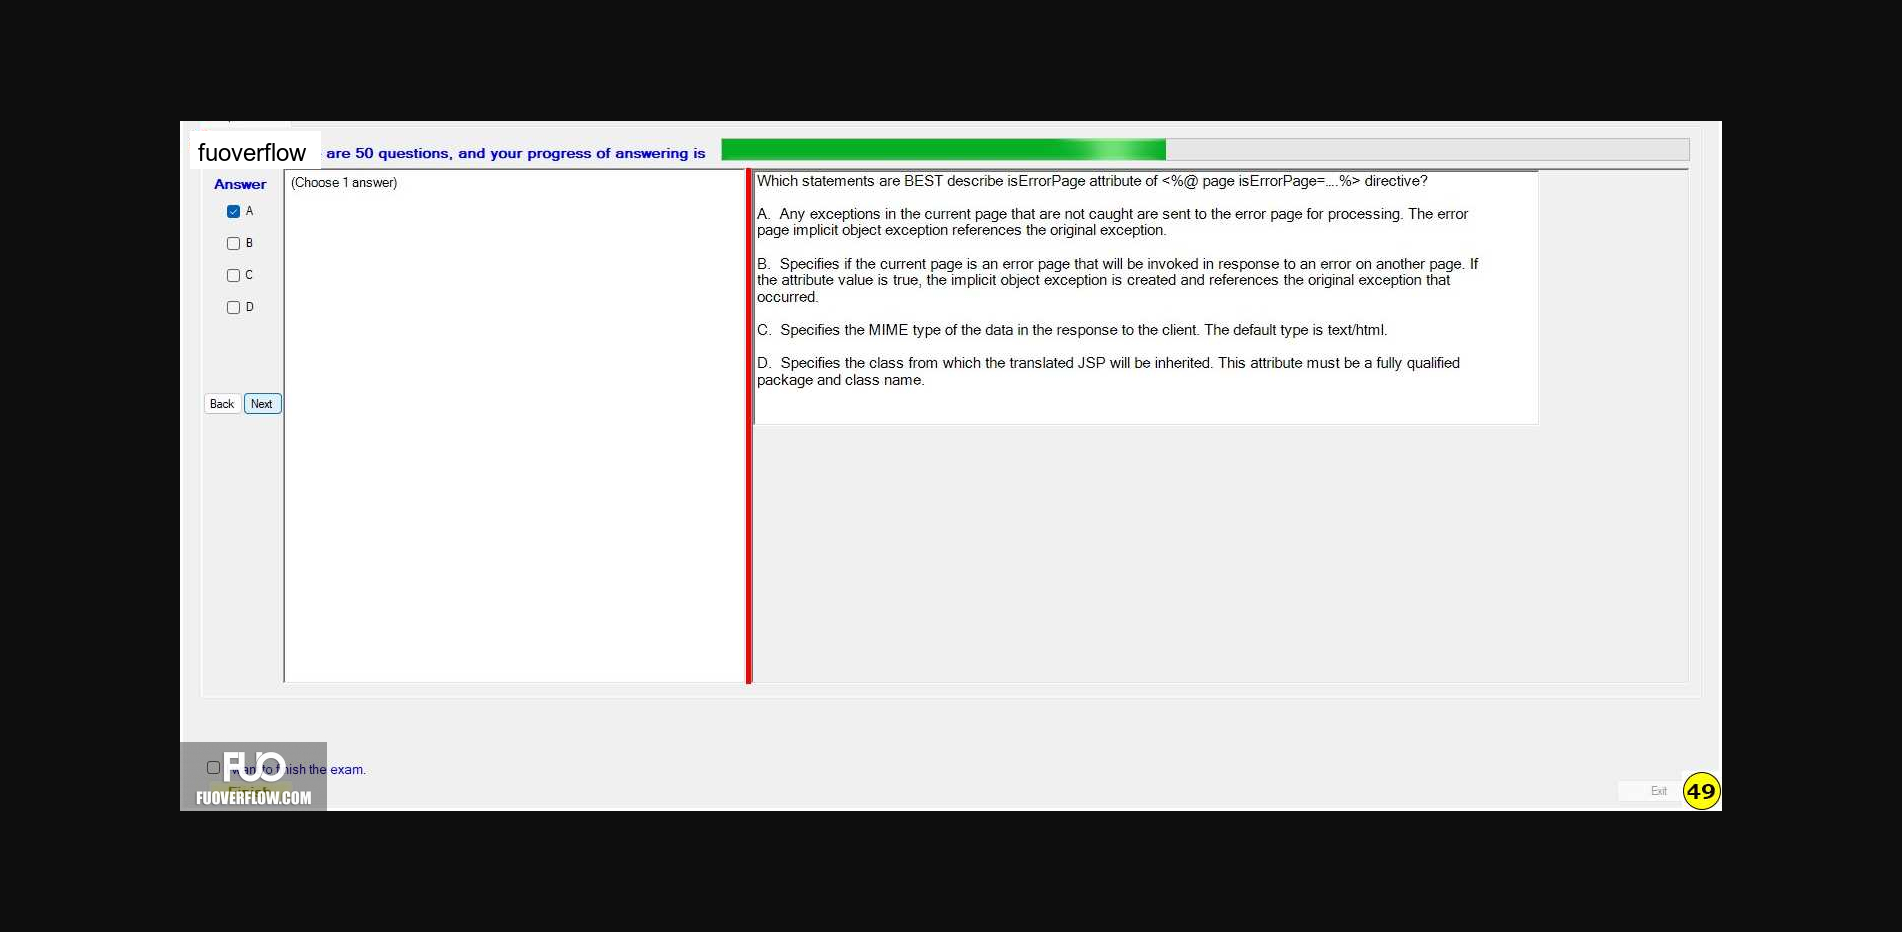 fuoverflow are 50 questions, and your progress of answering is
Answer
(Choose 1 answer)
A
B
C
D
Back Next
Which statements are BEST describe isErrorPage attribute of <%@ page isErrorPage=....%> directive?
A. Any exceptions in the current page that are not caught are sent to the error page for processing. The error
page implicit object exception references the original exception.
B. Specifies if the current page is an error page that will be invoked in response to an error on another page. If
the attribute value is true, the implicit object exception is created and references the original exception that
occurred.
C. Specifies the MIME type of the data in the response to the client. The default type is text/html.
D. Specifies the class from which the translated JSP will be inherited. This attribute must be a fully qualified
package and class name.
FUO
the exam.
FUOVERFLOW.COM
Exit
49